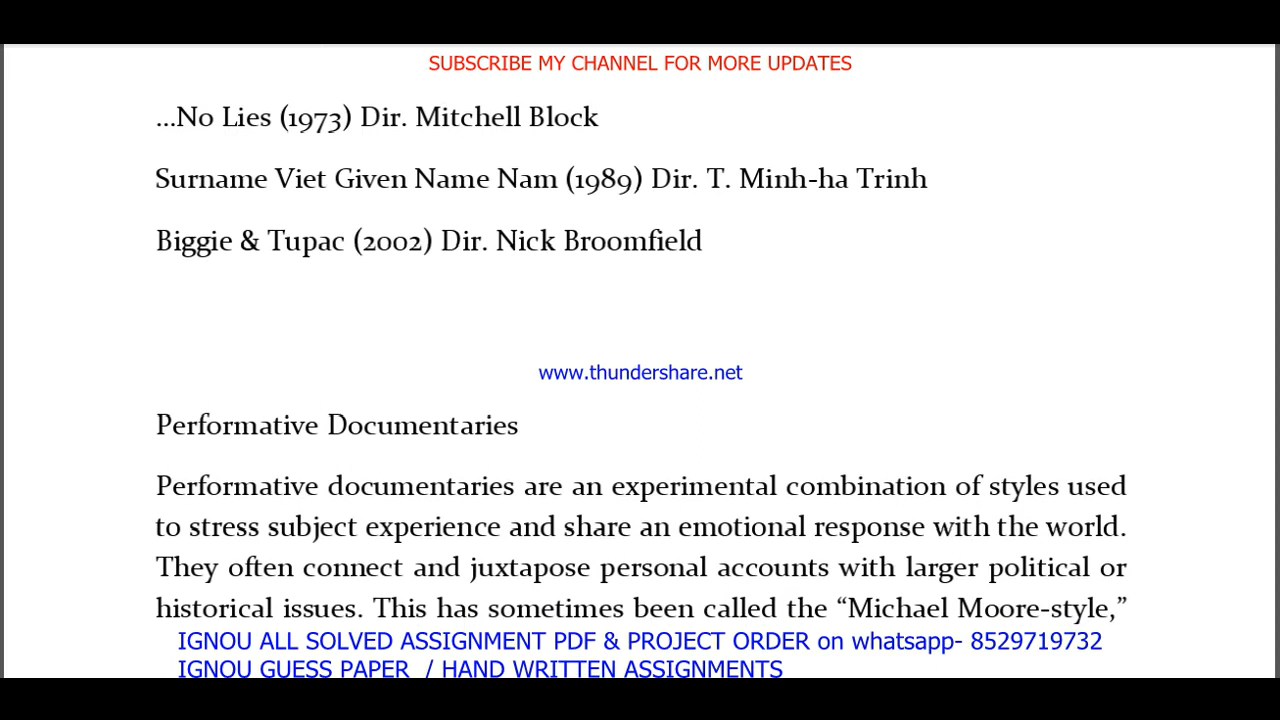 SUBSCRIBE MY CHANNEL FOR MORE UPDATES
...No Lies (1973) Dir. Mitchell Block
Surname Viet Given Name Nam (1989) Dir. T. Minh-ha Trinh
Biggie & Tupac (2002) Dir. Nick Broomfield
www.thundershare.net
Performative Documentaries
Performative documentaries are an experimental combination of styles used
to stress subject experience and share an emotional response with the world.
They often connect and juxtapose personal accounts with larger political or
historical issues. This has sometimes been called the “Michael Moore-style,”
IGNOU ALL SOLVED ASSIGNMENT PDF & PROJECT ORDER on whatsapp- 8529719732
IGNOU GUESS PAPER / HAND WRITTEN ASSIGNMENTS